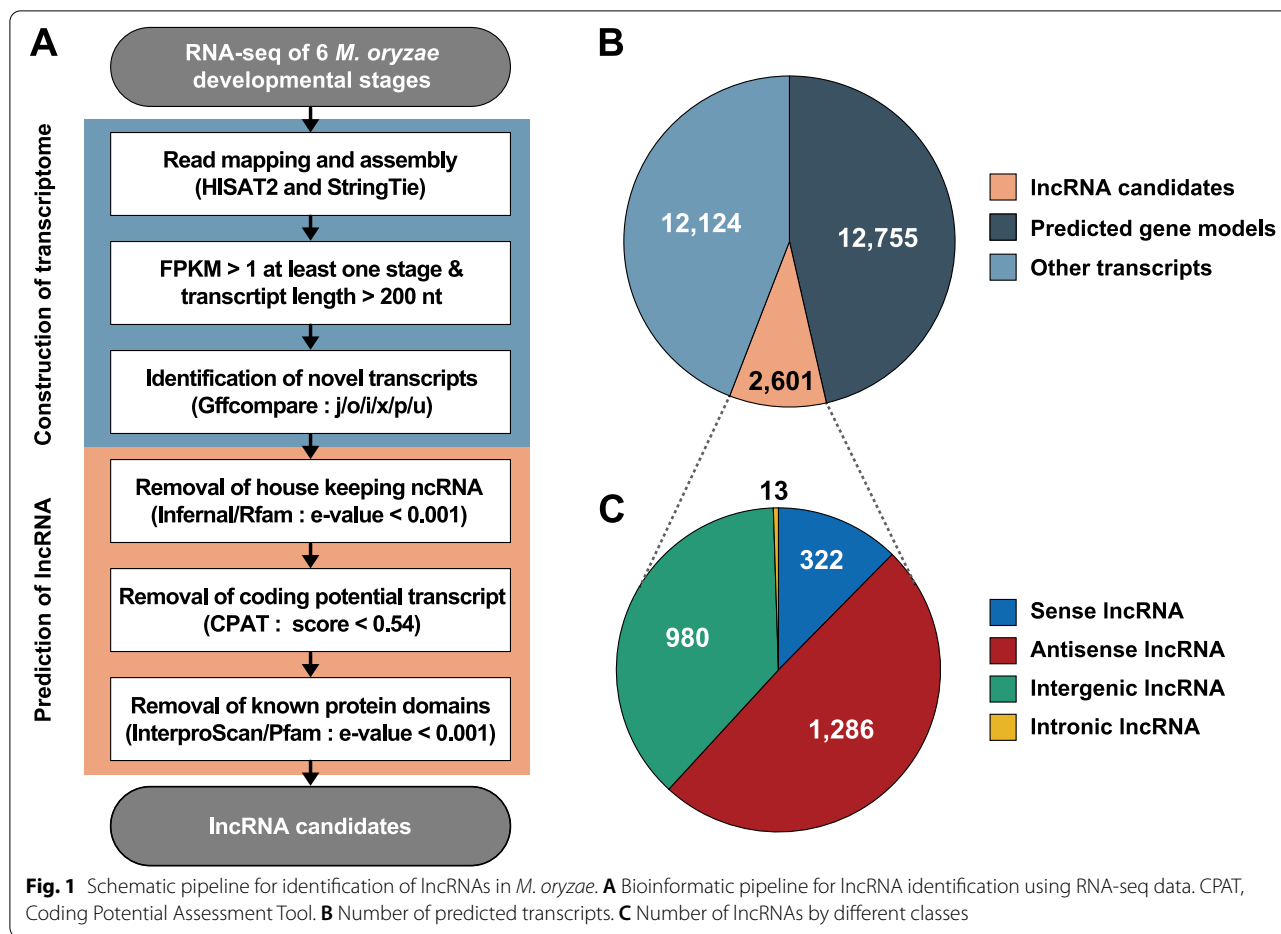 A
RNA-seq of 6 M. oryzae
developmental stages
Construction of transcriptome
Read mapping and assembly
(HISAT2 and StringTie)
FPKM > 1 at least one stage &
transcrtipt length > 200 nt
Identification of novel transcripts
(Gffcompare : j/o/i/x/p/u)
Prediction of lncRNA
Removal of house keeping ncRNA
(Infernal/Rfam : e-value < 0.001)
Removal of coding potential transcript
(CPAT : score < 0.54)
Removal of known protein domains
(InterproScan/Pfam : e-value < 0.001)
lncRNA candidates
B
12,124
12,755
2,601
lncRNA candidates
Predicted gene models
Other transcripts
C
13
322
980
1,286
Sense lncRNA
Antisense lncRNA
Intergenic lncRNA
Intronic lncRNA
Fig. 1 Schematic pipeline for identification of lncRNAs in M. oryzae. A Bioinformatic pipeline for lncRNA identification using RNA-seq data. CPAT,
Coding Potential Assessment Tool. B Number of predicted transcripts. C Number of lncRNAs by different classes